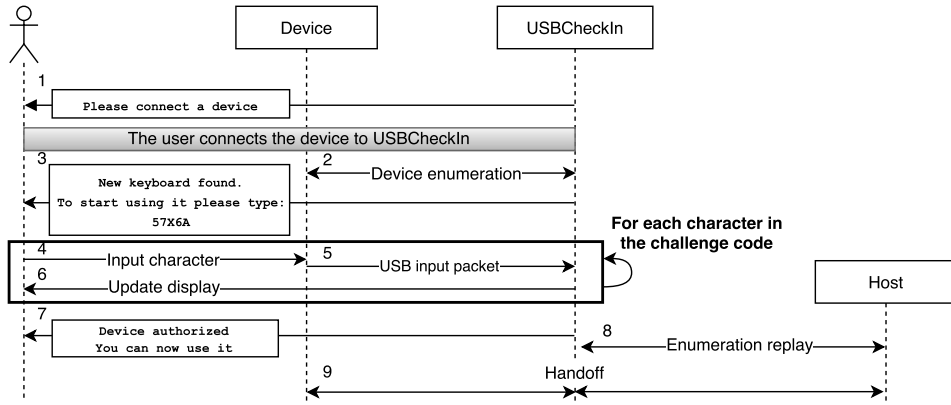 Device
USBCheckIn
1
Please connect a device
The user connects the device to USBCheckIn
3
2
New keyboard found.
Device enumeration
To start using it please type:
57X6A
For each character in
the challenge code
4
Input character
5
USB input packet
6
Update display
Host
7
Device authorized
You can now use it
8
Enumeration replay
9
Handoff